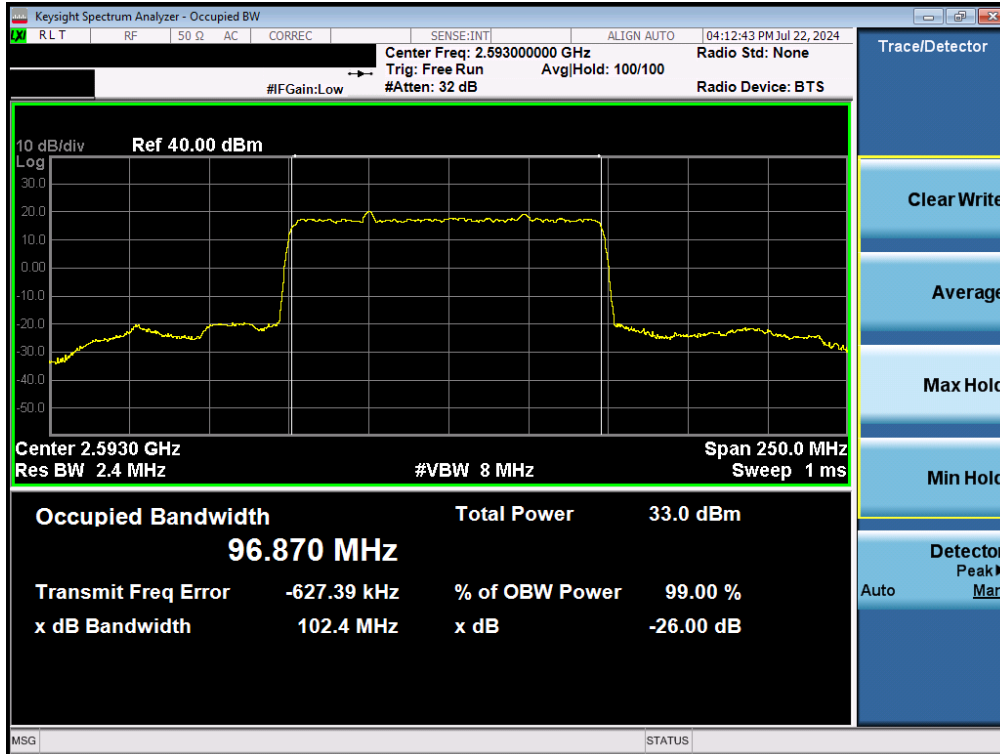 Keysight Spectrum Analyzer - Occupied BW
LXI RLT RF 50 Ω AC CORREC SENSE:INT ALIGN AUTO 04:12:43 PM Jul 22, 2024
Center Freq: 2.593000000 GHz Radio Std: None
Trig: Free Run Avg|Hold: 100/100
#IFGain:Low #Atten: 32 dB Radio Device: BTS
Trace/Detector
10 dB/div Ref 40.00 dBm
Log
30.0
20.0
10.0
0.00
-10.0
-20.0
-30.0
-40.0
-50.0
Center 2.5930 GHz Span 250.0 MHz
Res BW 2.4 MHz #VBW 8 MHz Sweep 1 ms
Occupied Bandwidth Total Power 33.0 dBm
96.870 MHz
Transmit Freq Error -627.39 kHz % of OBW Power 99.00 %
x dB Bandwidth 102.4 MHz x dB -26.00 dB
Clear Write
Average
Max Hold
Min Hold
Detector
Peak
Auto Man
MSG STATUS